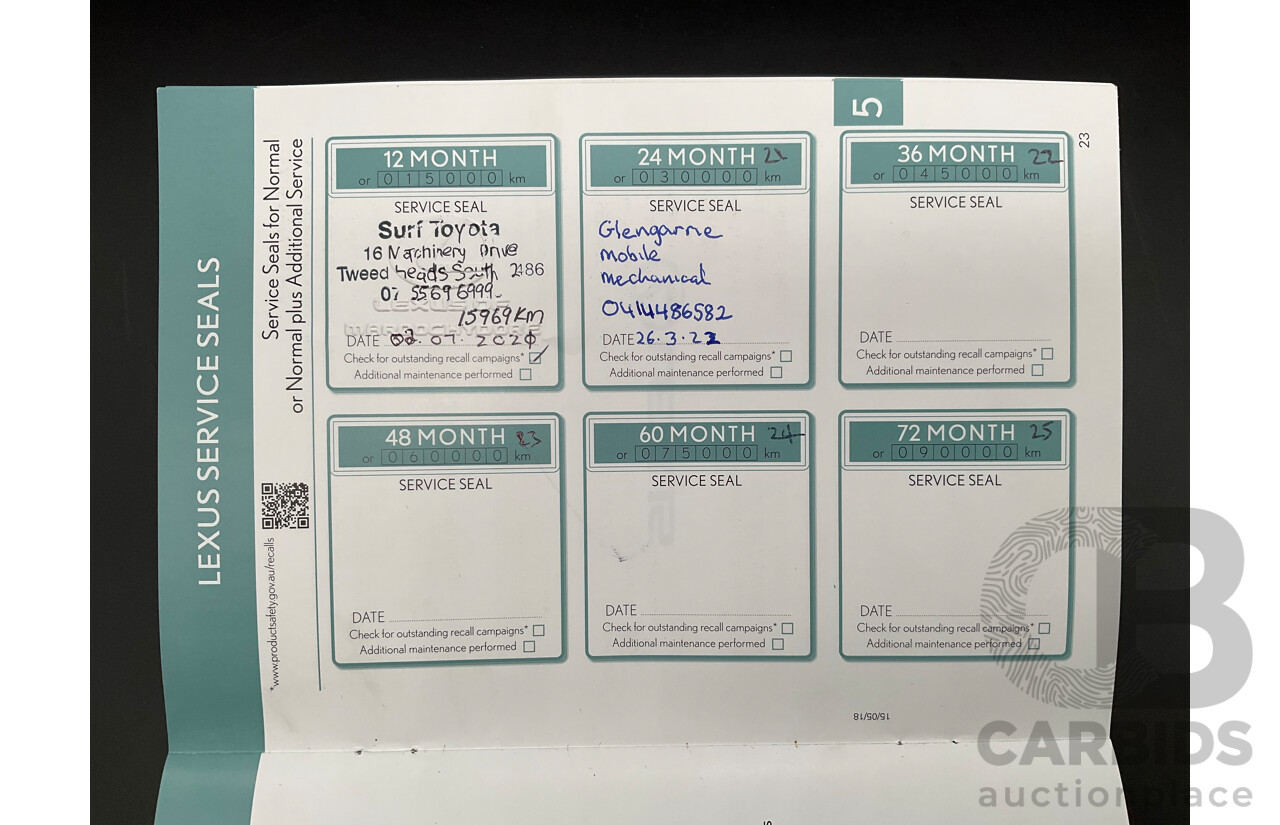 LEXUS SERVICE SEALS
Service Seals for Normal
or Normal plus Additional Service
*www.productsafety.gov.au/recalls
5
23
12 MONTH
or 015000 km
SERVICE SEAL
Surf Toyota
16 Machinery Drive
Tweed heads South 2486
07 5569 6999
15969 KM
DATE 02.07.2020
Check for outstanding recall campaigns*
Additional maintenance performed
24 MONTH 21
or 030000 km
SERVICE SEAL
Glengarrie
mobile
mechanical
0414486582
DATE 26.3.22
Check for outstanding recall campaigns*
Additional maintenance performed
36 MONTH 22
or 045000 km
SERVICE SEAL
DATE
Check for outstanding recall campaigns*
Additional maintenance performed
48 MONTH 23
or 060000 km
SERVICE SEAL
DATE
Check for outstanding recall campaigns*
Additional maintenance performed
60 MONTH 24
or 075000 km
SERVICE SEAL
DATE
Check for outstanding recall campaigns*
Additional maintenance performed
72 MONTH 25
or 090000 km
SERVICE SEAL
DATE
Check for outstanding recall campaigns*
Additional maintenance performed
15/05/18
CARBIDS
auction place